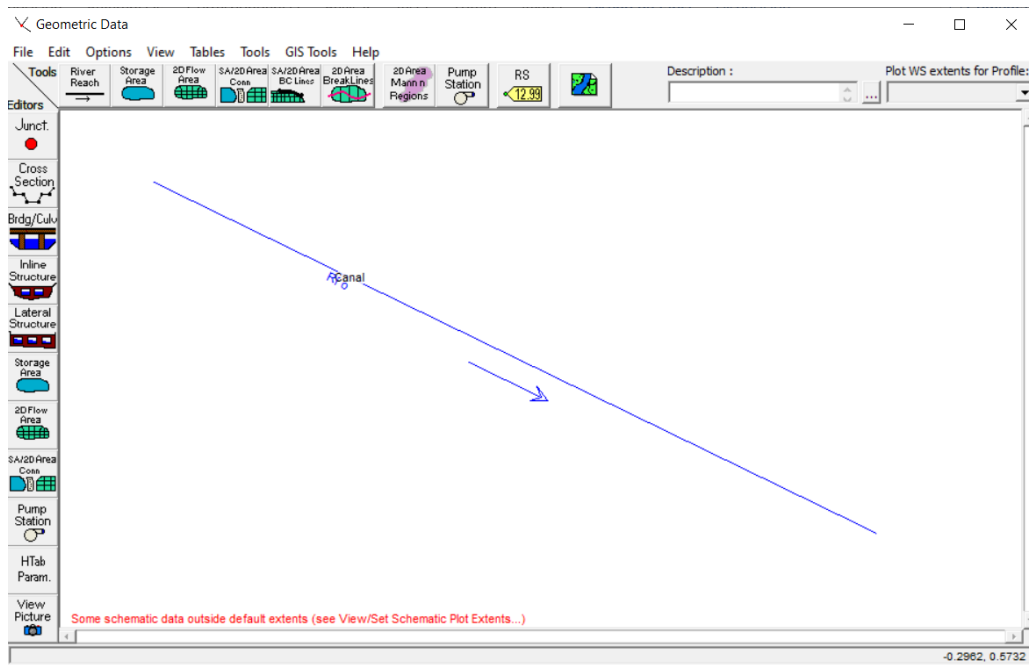 Geometric Data
File Edit Options View Tables Tools GIS Tools Help
Tools
Editors
River Reach
Storage Area
2D Flow Area
SA/2D Area Conn
SA/2D Area BC Lines
2D Area BreakLines
2D Area Mann n Regions
Pump Station
RS
12.99
Description :
...
Plot WS extents for Profile:
Junct.
Cross Section
Brdg/Culv
Inline Structure
Lateral Structure
Storage Area
2D Flow Area
SA/2D Area Conn
Pump Station
HTab Param.
View Picture
Canal
Some schematic data outside default extents (see View/Set Schematic Plot Extents...)
-0.2962, 0.5732